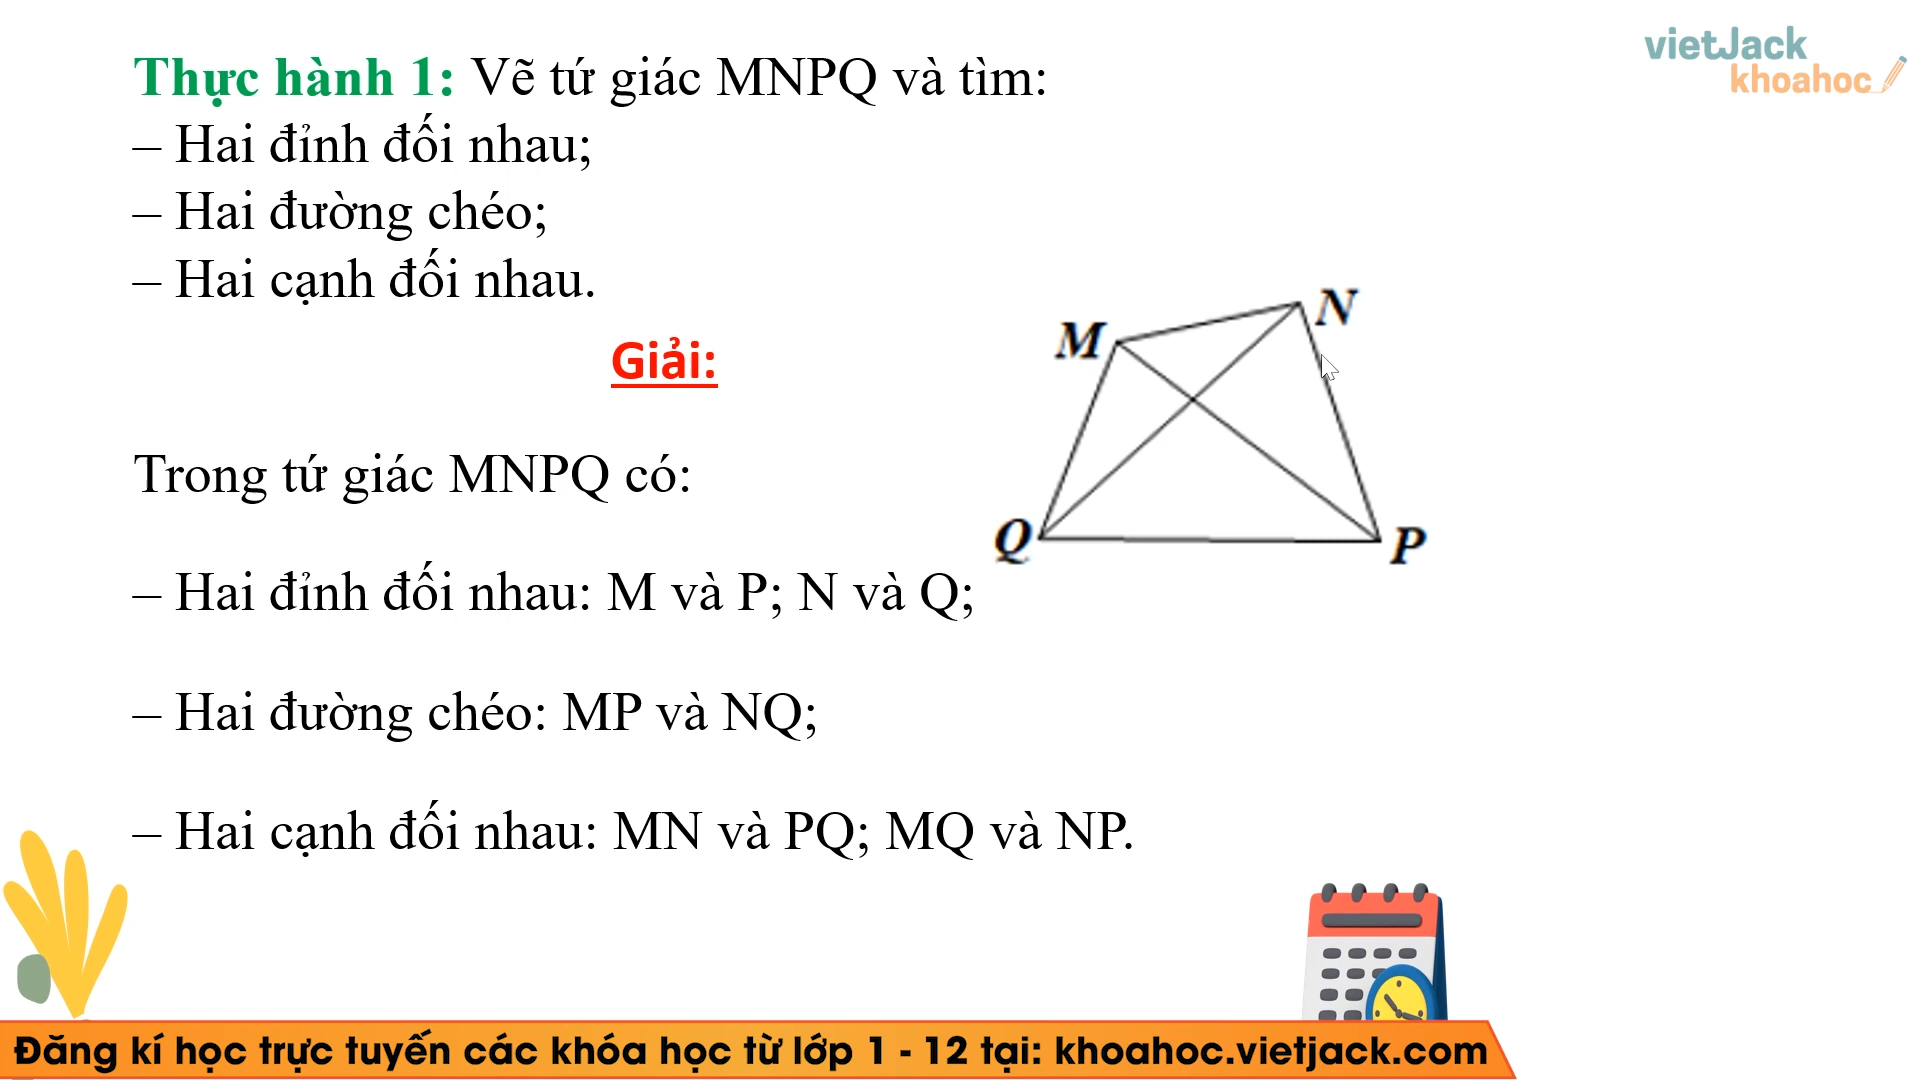 vietJack
khoahoc
Thực hành 1: Vẽ tứ giác MNPQ và tìm:
– Hai đỉnh đối nhau;
– Hai đường chéo;
– Hai cạnh đối nhau.
Giải:
M
N
Q
P
Trong tứ giác MNPQ có:
– Hai đỉnh đối nhau: M và P; N và Q;
– Hai đường chéo: MP và NQ;
– Hai cạnh đối nhau: MN và PQ; MQ và NP.
Đăng kí học trực tuyến các khóa học từ lớp 1 - 12 tại: khoahoc.vietjack.com